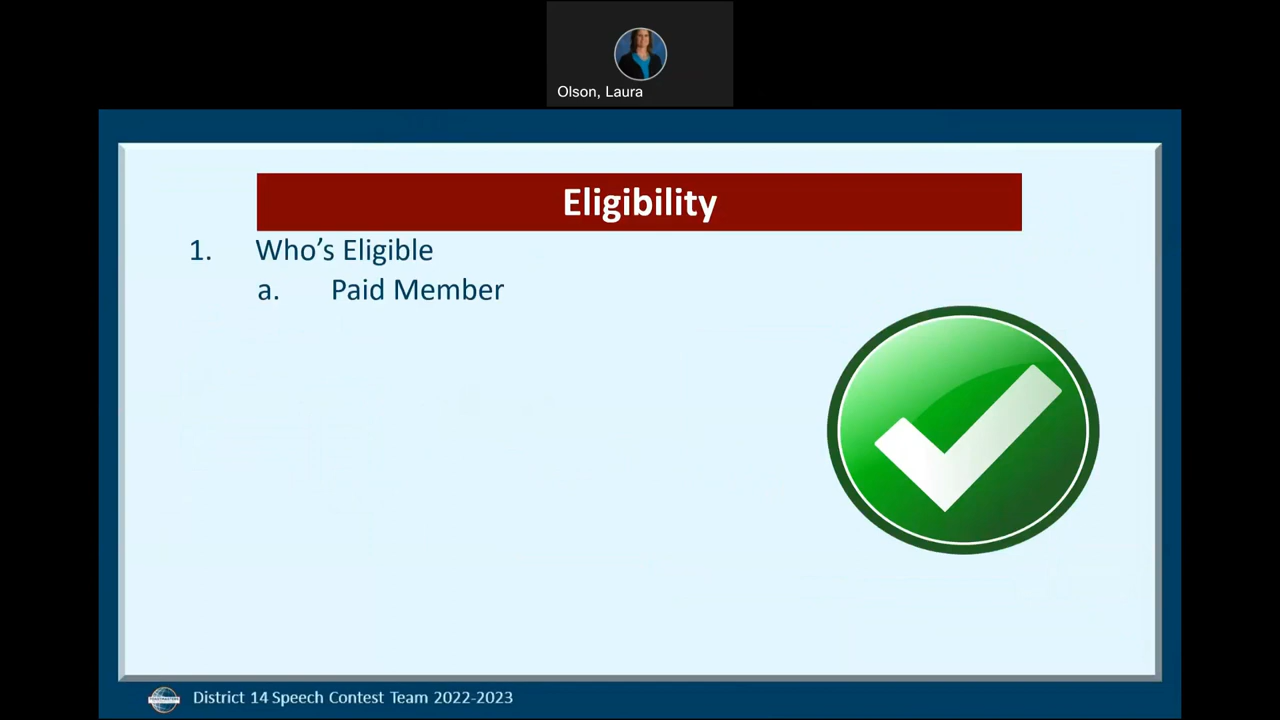 Olson, Laura
Eligibility
1. Who's Eligible
a. Paid Member
District 14 Speech Contest Team 2022-2023